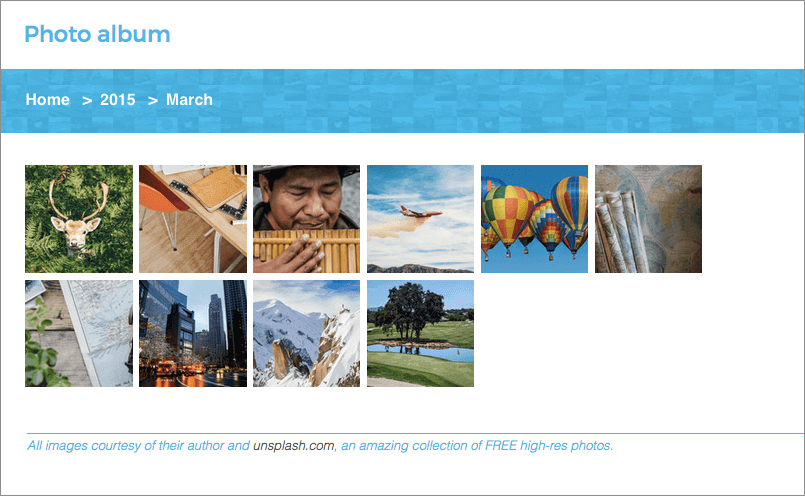 Photo album
Home > 2015 > March
All images courtesy of their author and unsplash.com, an amazing collection of FREE high-res photos.